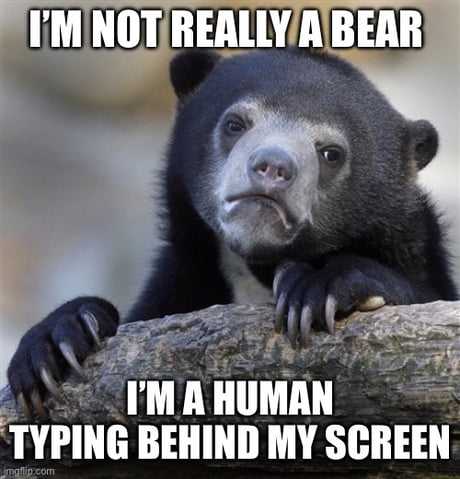 I'M NOT REALLY A BEAR
I'M A HUMAN
TYPING BEHIND MY SCREEN
imgflip.com